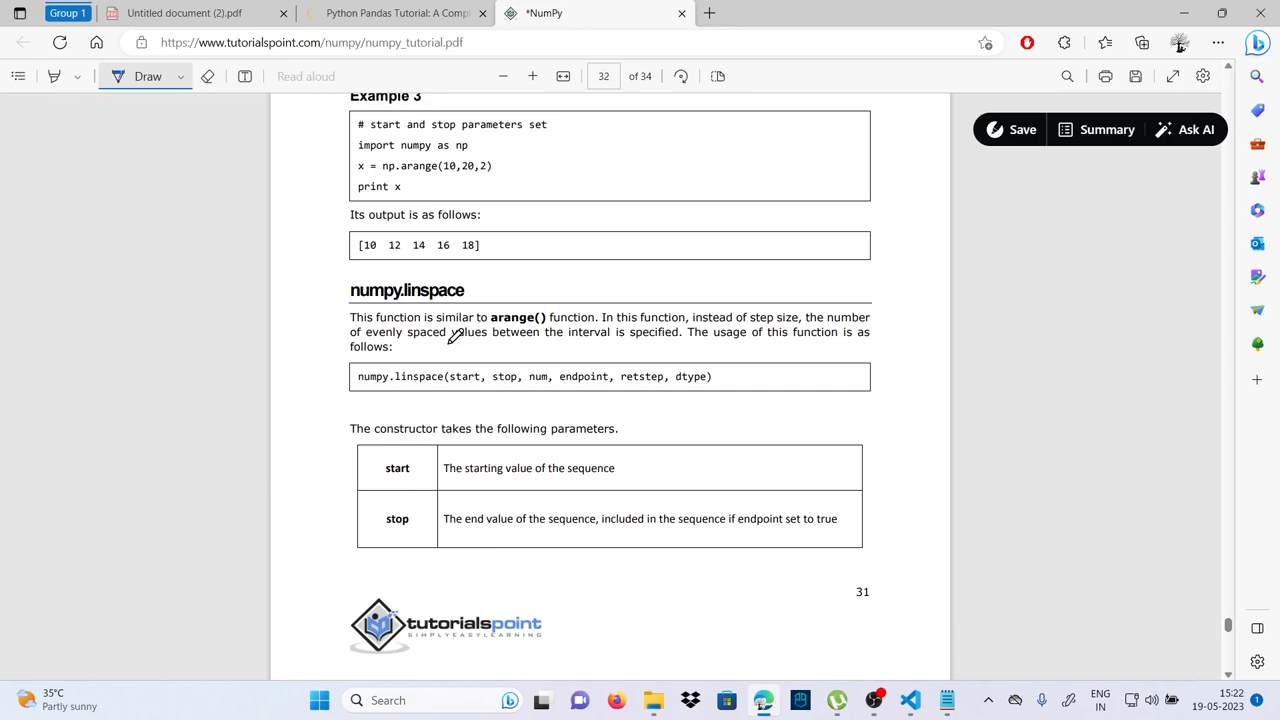 Group 1
Untitled document (2).pdf
Python Pandas Tutorial: A Compl
*NumPy
https://www.tutorialspoint.com/numpy/numpy_tutorial.pdf
Draw
Read aloud
32 of 34
Save
Summary
Ask AI
Example 3
# start and stop parameters set
import numpy as np
x = np.arange(10,20,2)
print x
Its output is as follows:
[10 12 14 16 18]
numpy.linspace
This function is similar to arange() function. In this function, instead of step size, the number
of evenly spaced values between the interval is specified. The usage of this function is as
follows:
numpy.linspace(start, stop, num, endpoint, retstep, dtype)
The constructor takes the following parameters.
start The starting value of the sequence
stop The end value of the sequence, included in the sequence if endpoint set to true
31
tutorialspoint
SIMPLYEASYLEARNING
35°C
Partly sunny
Search
ENG
IN
15:22
19-05-2023
1